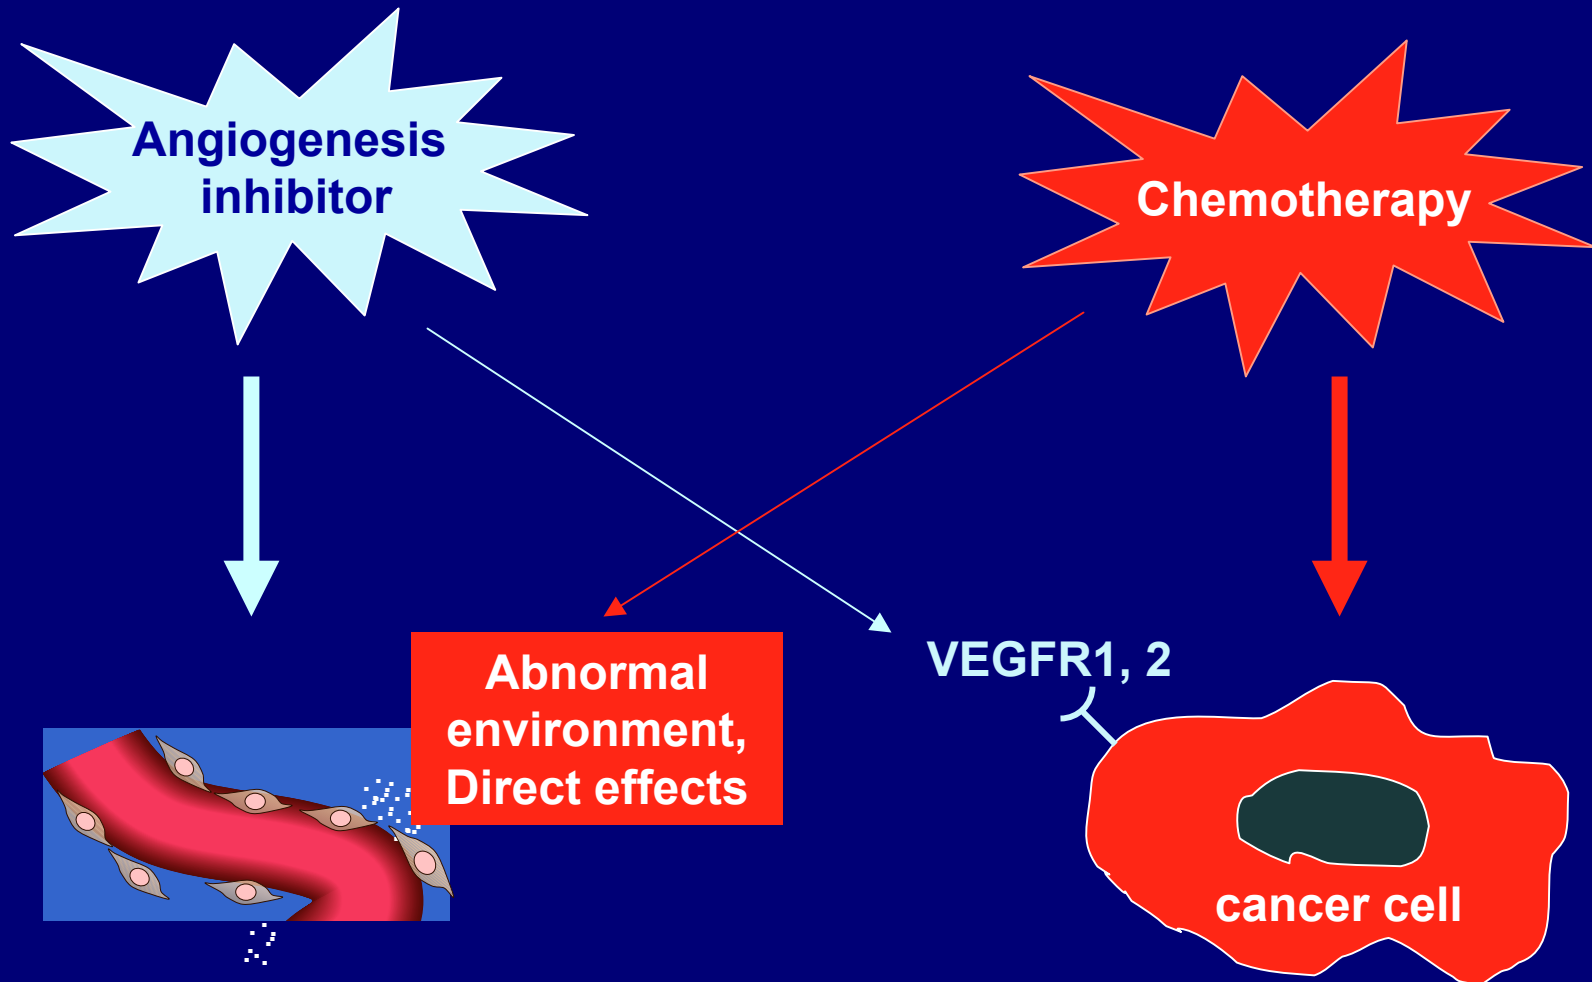 Angiogenesis
inhibitor
Chemotherapy
Abnormal
environment,
Direct effects
VEGFR1, 2
cancer cell